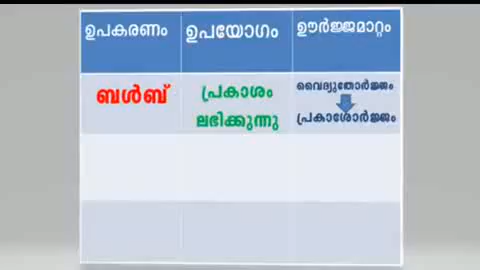 ഉപകരണം ഉപയോഗം ഊർജ്ജമാറ്റം
ബൾബ്
പ്രകാശം
ലഭിക്കുന്നു
വൈദ്യുതോർജ്ജം
പ്രകാശോർജ്ജം